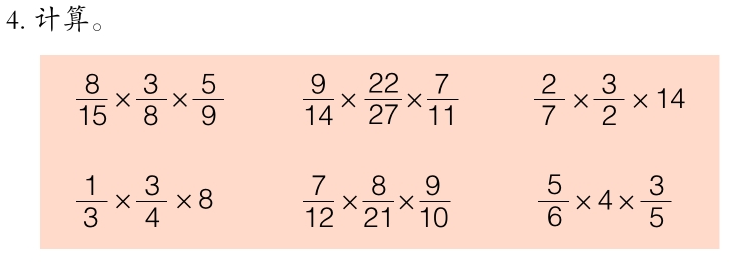 4. 计算。
8/15 × 3/8 × 5/9   9/14 × 22/27 × 7/11   2/7 × 3/2 × 14
1/3 × 3/4 × 8   7/12 × 8/21 × 9/10   5/6 × 4 × 3/5